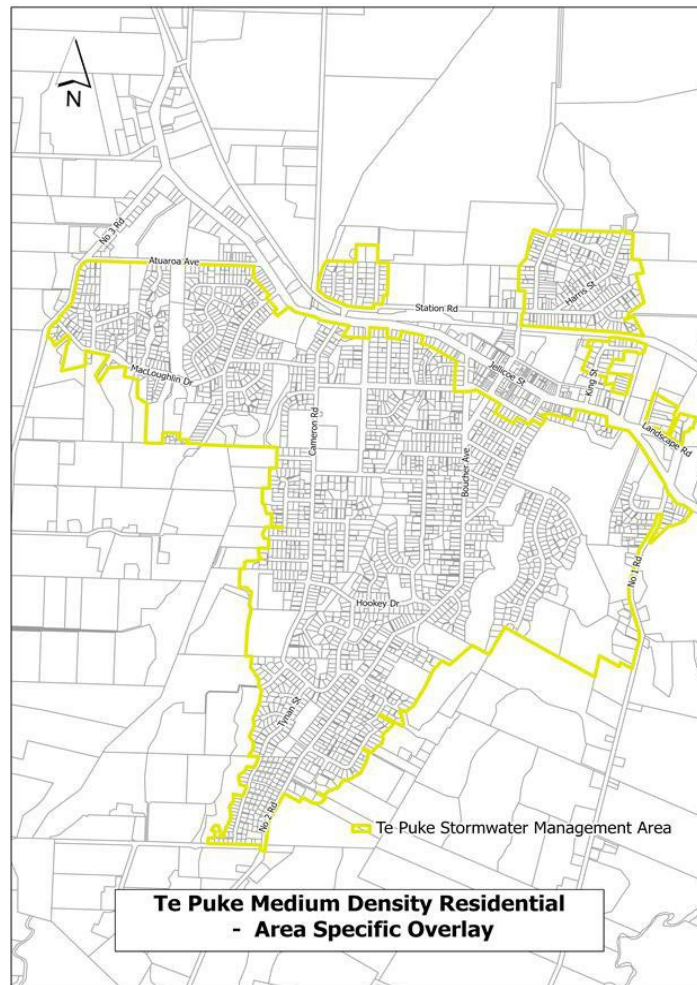 N
No 3 Rd
Atuaroa Ave
Harris St
Station Rd
MacLoughlin Dr
Jellicoe St
King St
Landscape Rd
Cameron Rd
Boucher Ave
No 1 Rd
Hookey Dr
Tynan St
No 2 Rd
Te Puke Stormwater Management Area
Te Puke Medium Density Residential
- Area Specific Overlay